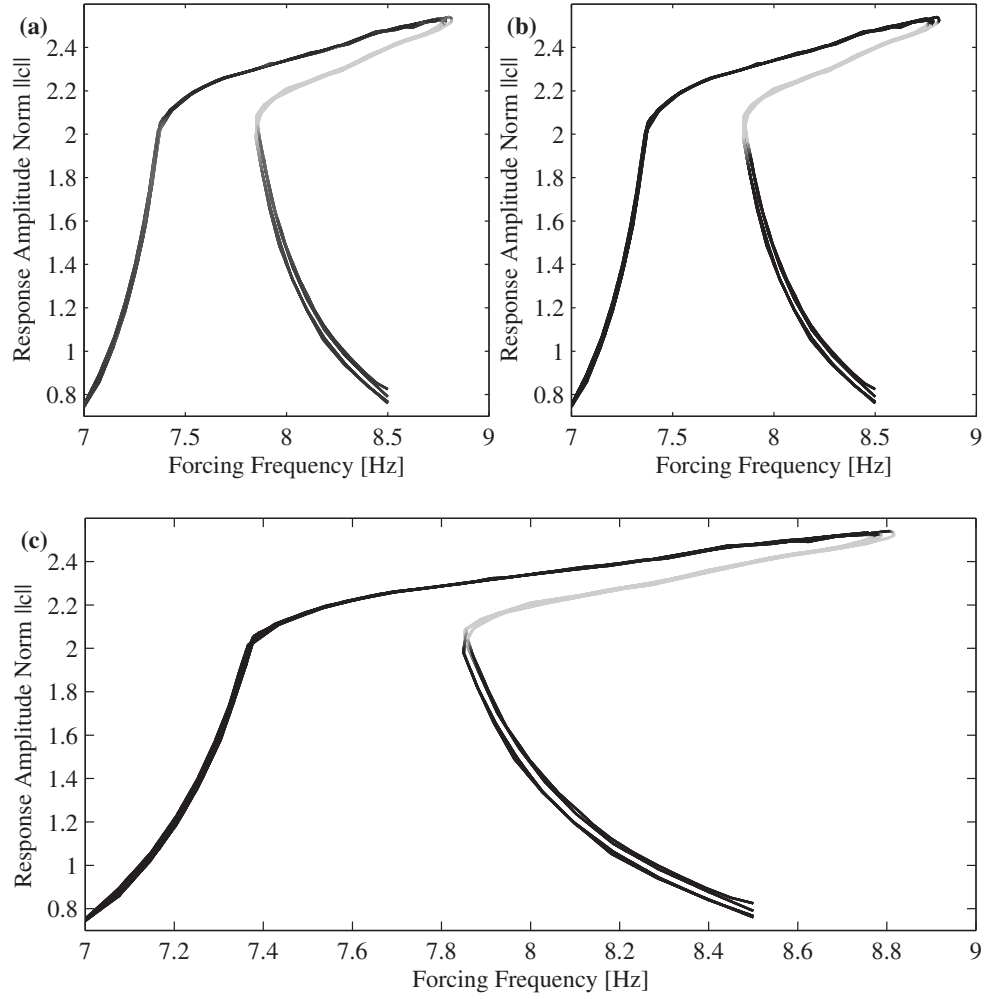 (a)
Response Amplitude Norm ||c||
2.4
2.2
2
1.8
1.6
1.4
1.2
1
0.8
7 7.5 8 8.5 9
Forcing Frequency [Hz]
(b)
Response Amplitude Norm ||c||
2.4
2.2
2
1.8
1.6
1.4
1.2
1
0.8
7 7.5 8 8.5 9
Forcing Frequency [Hz]
(c)
Response Amplitude Norm ||c||
2.4
2.2
2
1.8
1.6
1.4
1.2
1
0.8
7 7.2 7.4 7.6 7.8 8 8.2 8.4 8.6 8.8 9
Forcing Frequency [Hz]